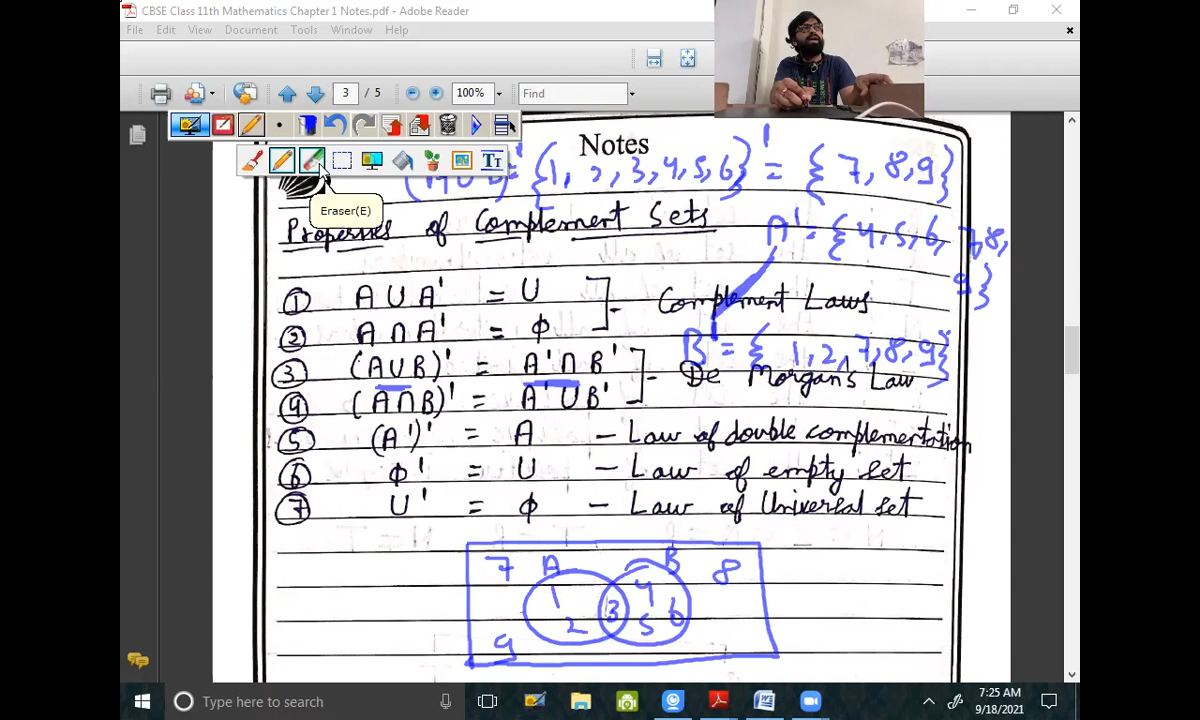 CBSE Class 11th Mathematics Chapter 1 Notes.pdf - Adobe Reader
File Edit View Document Tools Window Help
3 / 5 100% Find
Notes
{1, 2, 3, 4, 5, 6}' = {7, 8, 9}
Eraser(E)
Properties of Complement Sets
A' = {4, 5, 6, 7, 8,
9}
① A ∪ A' = U
Complement Laws
② A ∩ A' = ϕ
B' = { 1, 2, 7, 8, 9}
③ (A∪B)' = A'∩B'
- De Morgan's Law
④ (A∩B)' = A'∪B'
⑤ (A')' = A - Law of double complementation
⑥ ϕ' = U - Law of empty set
⑦ U' = ϕ - Law of Universal set
7 A B 8
1 2 3 4 5 6
9
Type here to search
7:25 AM
9/18/2021